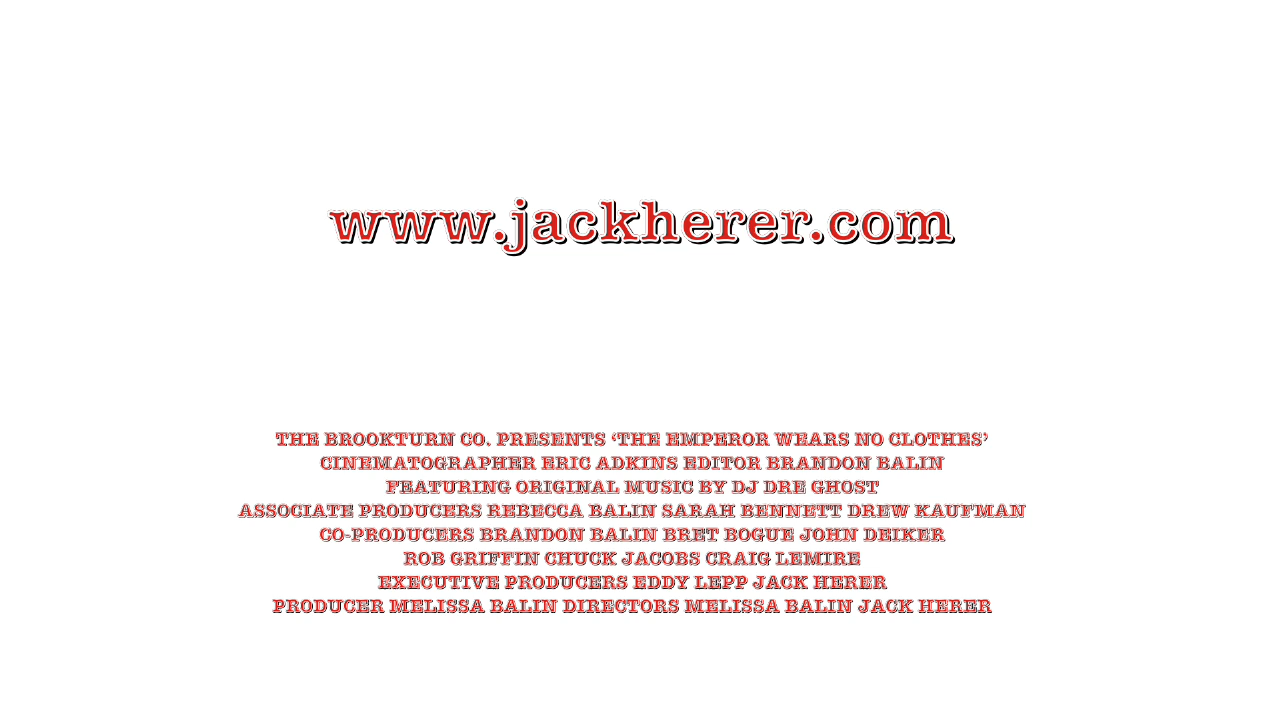 www.jackherer.com
THE BROOKTURN CO. PRESENTS ‘THE EMPEROR WEARS NO CLOTHES’
CINEMATOGRAPHER ERIC ADKINS EDITOR BRANDON BALIN
FEATURING ORIGINAL MUSIC BY DJ DRE GHOST
ASSOCIATE PRODUCERS REBECCA BALIN SARAH BENNETT DREW KAUFMAN
CO-PRODUCERS BRANDON BALIN BRET BOGUE JOHN DEIKER
ROB GRIFFIN CHUCK JACOBS CRAIG LEMIRE
EXECUTIVE PRODUCERS EDDY LEPP JACK HERER
PRODUCER MELISSA BALIN DIRECTORS MELISSA BALIN JACK HERER